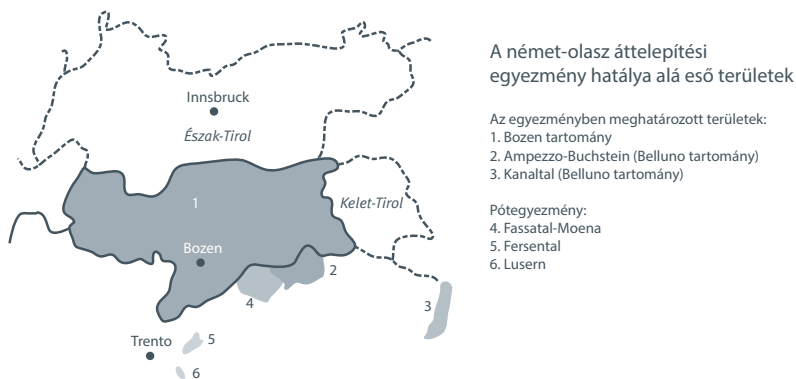 Innsbruck
Észak-Tirol
1
Kelet-Tirol
Bozen
2
4
3
Trento
5
6
A német-olasz áttelepítési
egyezmény hatálya alá eső területek
Az egyezményben meghatározott területek:
1. Bozen tartomány
2. Ampezzo-Buchstein (Belluno tartomány)
3. Kanaltal (Belluno tartomány)
Pótegyezmény:
4. Fassatal-Moena
5. Fersental
6. Lusern